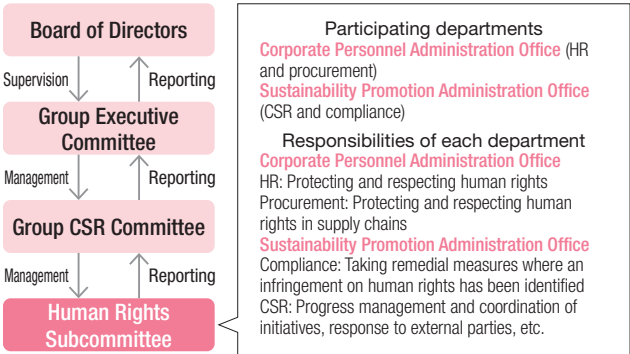 Board of Directors
Supervision
Reporting
Group Executive
Committee
Management
Reporting
Group CSR Committee
Management
Reporting
Human Rights
Subcommittee
Participating departments
Corporate Personnel Administration Office (HR
and procurement)
Sustainability Promotion Administration Office
(CSR and compliance)
Responsibilities of each department
Corporate Personnel Administration Office
HR: Protecting and respecting human rights
Procurement: Protecting and respecting human
rights in supply chains
Sustainability Promotion Administration Office
Compliance: Taking remedial measures where an
infringement on human rights has been identified
CSR: Progress management and coordination of
initiatives, response to external parties, etc.